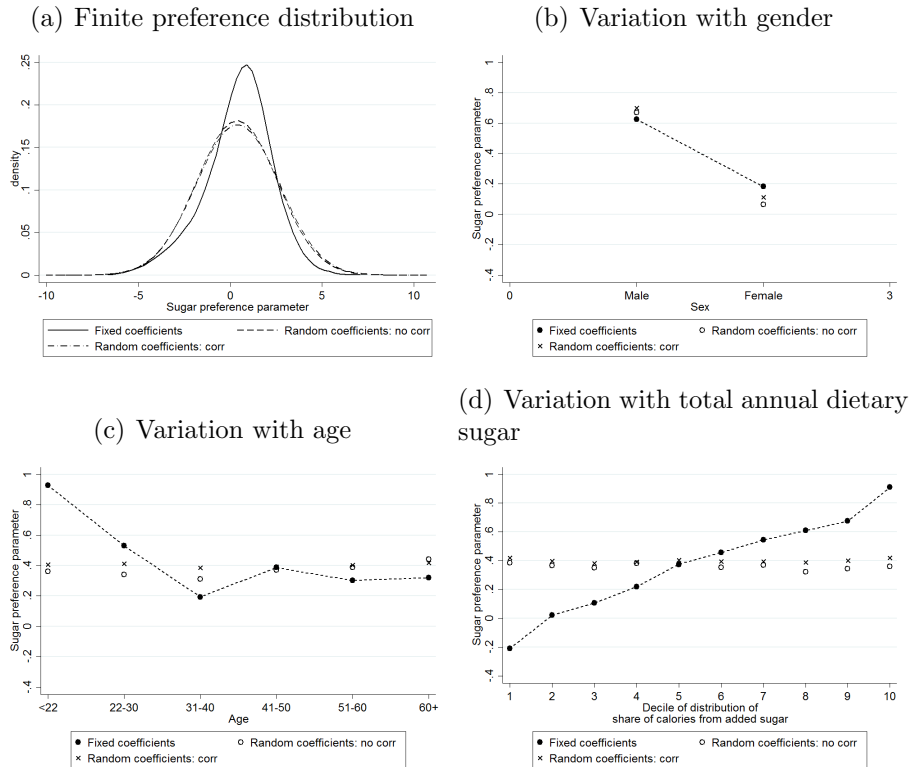 (a) Finite preference distribution
density
0 .05 .1 .15 .2 .25
-10 -5 0 5 10
Sugar preference parameter
Fixed coefficients Random coefficients: no corr
Random coefficients: corr
(b) Variation with gender
Sugar preference parameter
-.4 -.2 0 .2 .4 .6 .8 1
0 Male Female 3
Sex
Fixed coefficients Random coefficients: no corr
Random coefficients: corr
(c) Variation with age
Sugar preference parameter
-.4 -.2 0 .2 .4 .6 .8 1
<22 22-30 31-40 41-50 51-60 60+
Age
Fixed coefficients Random coefficients: no corr
Random coefficients: corr
(d) Variation with total annual dietary
sugar
Sugar preference parameter
-.4 -.2 0 .2 .4 .6 .8 1
1 2 3 4 5 6 7 8 9 10
Decile of distribution of
share of calories from added sugar
Fixed coefficients Random coefficients: no corr
Random coefficients: corr